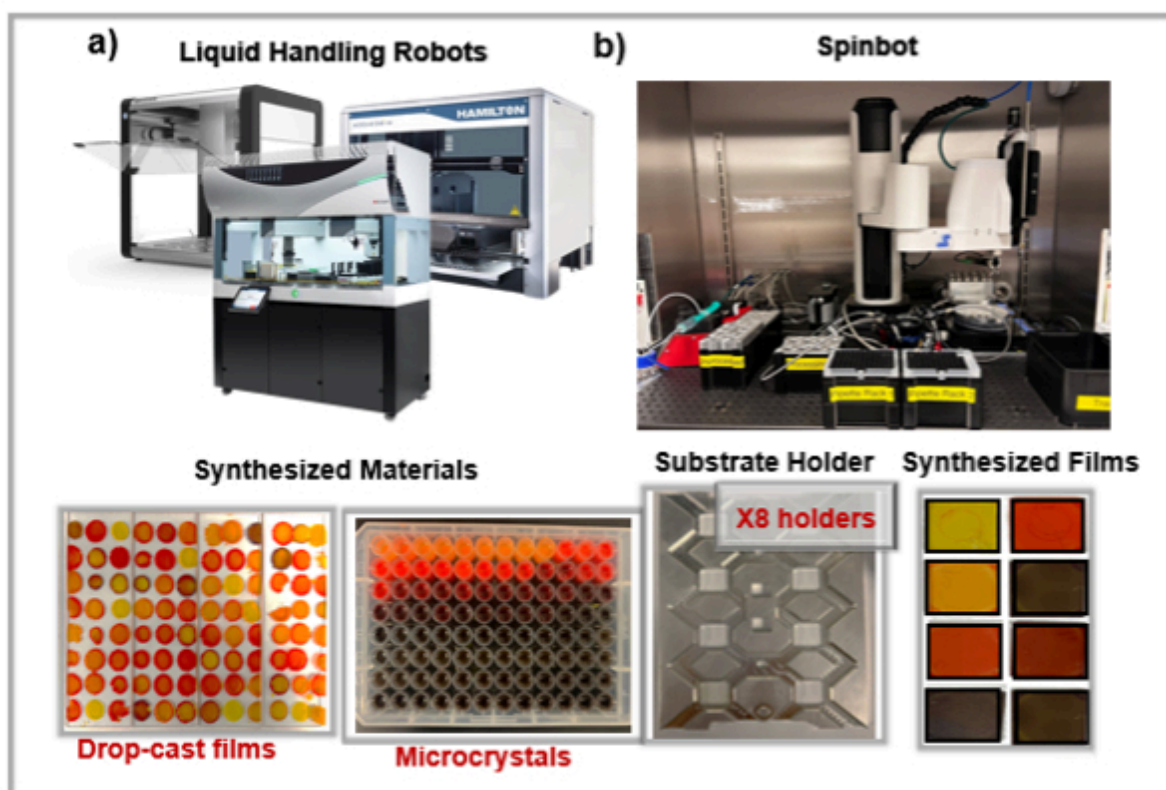 a)
Liquid Handling Robots
b)
Spinbot
HAMILTON
Pipette Rack
Pipette Rack
Synthesized Materials
Substrate Holder
Synthesized Films
X8 holders
Drop-cast films
Microcrystals